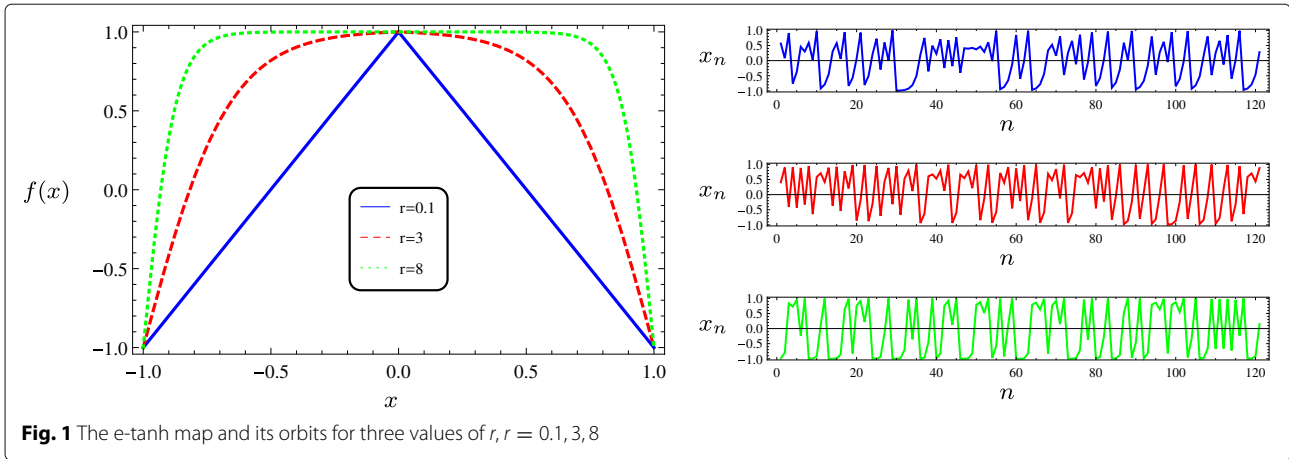 1.0
0.5
0.0
−0.5
−1.0
f(x)
r=0.1
r=3
r=8
−1.0 −0.5 0.0 0.5 1.0
x
1.0
0.5
0.0
−0.5
−1.0
x_n
0 20 40 60 80 100 120
n
1.0
0.5
0.0
−0.5
−1.0
x_n
0 20 40 60 80 100 120
n
1.0
0.5
0.0
−0.5
−1.0
x_n
0 20 40 60 80 100 120
n
Fig. 1 The e-tanh map and its orbits for three values of r, r = 0.1, 3, 8